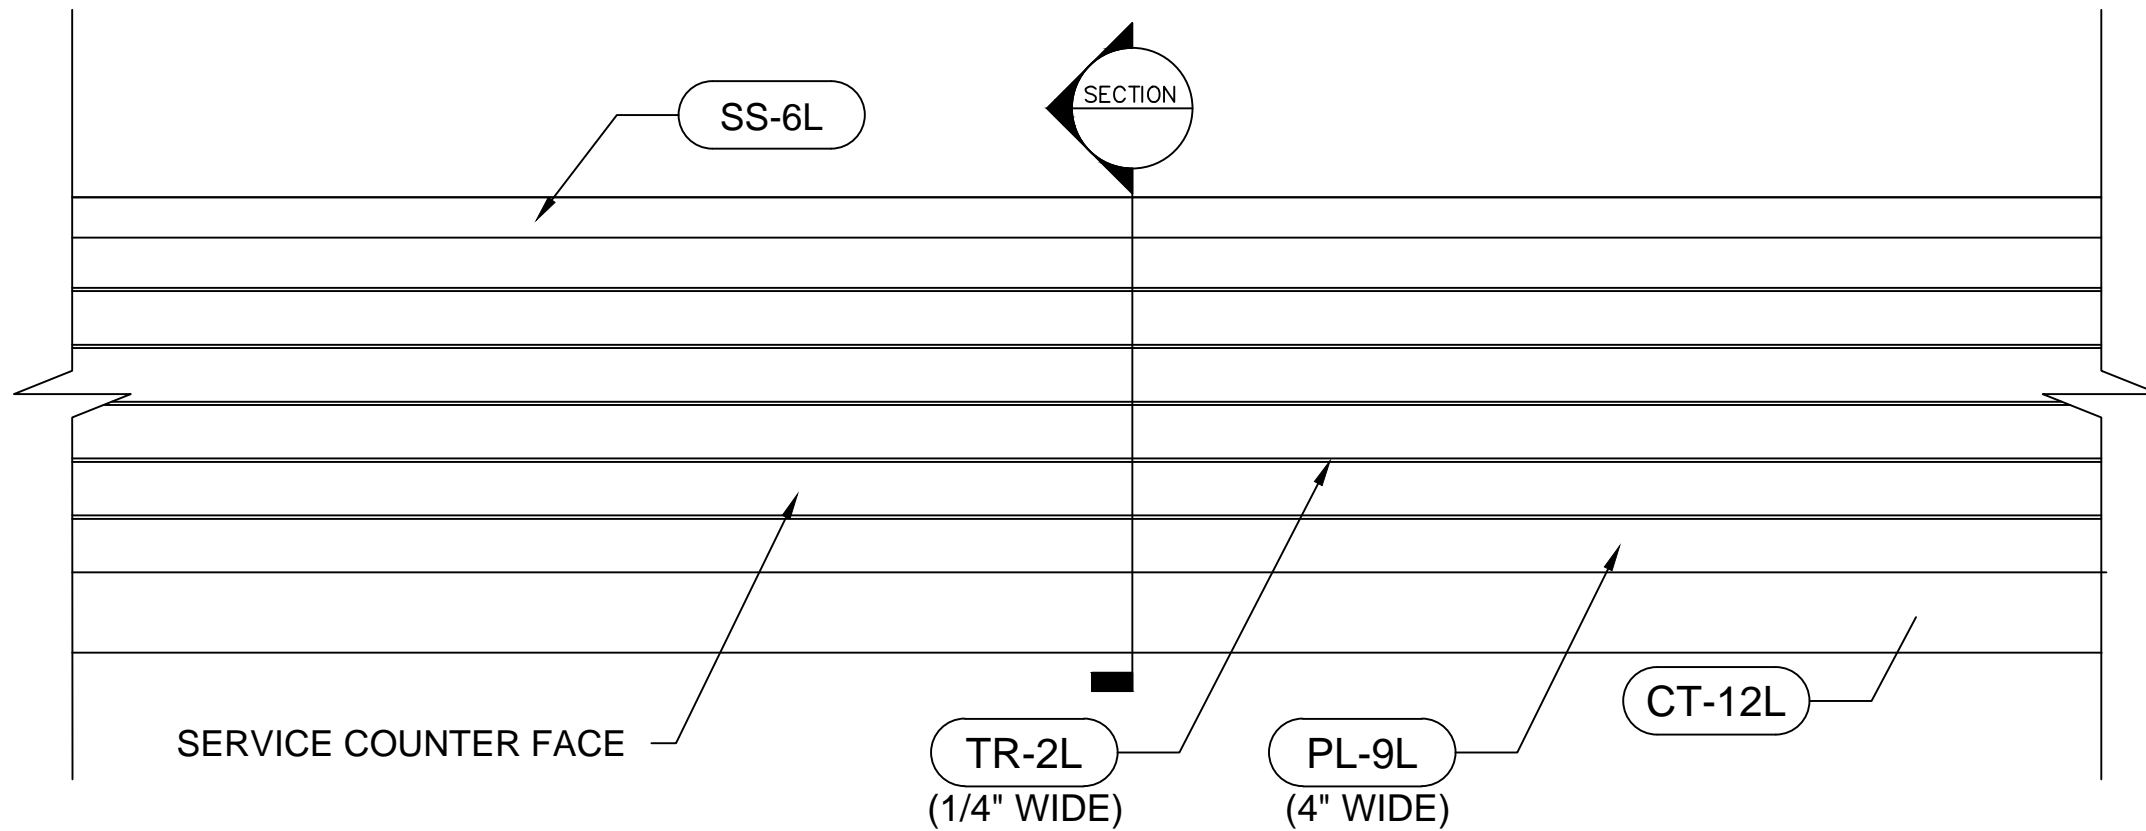 SECTION
SS-6L
CT-12L
SERVICE COUNTER FACE
TR-2L
(1/4" WIDE)
PL-9L
(4" WIDE)